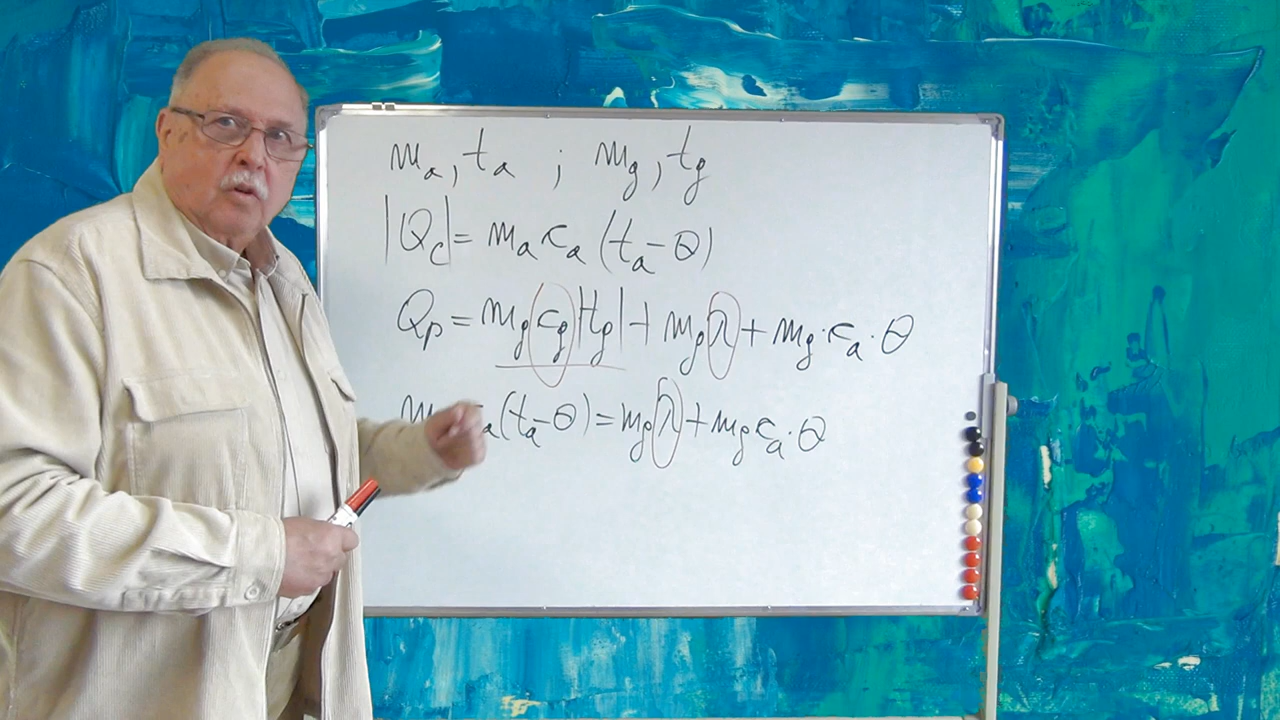 m_a, t_a ; m_g, t_g
|Q_c| = m_a c_a (t_a - θ)
Q_p = m_g c_g |t_g| + m_g λ + m_g · c_a · θ
m a (t_a - θ) = m_g λ + m_g c_a · θ